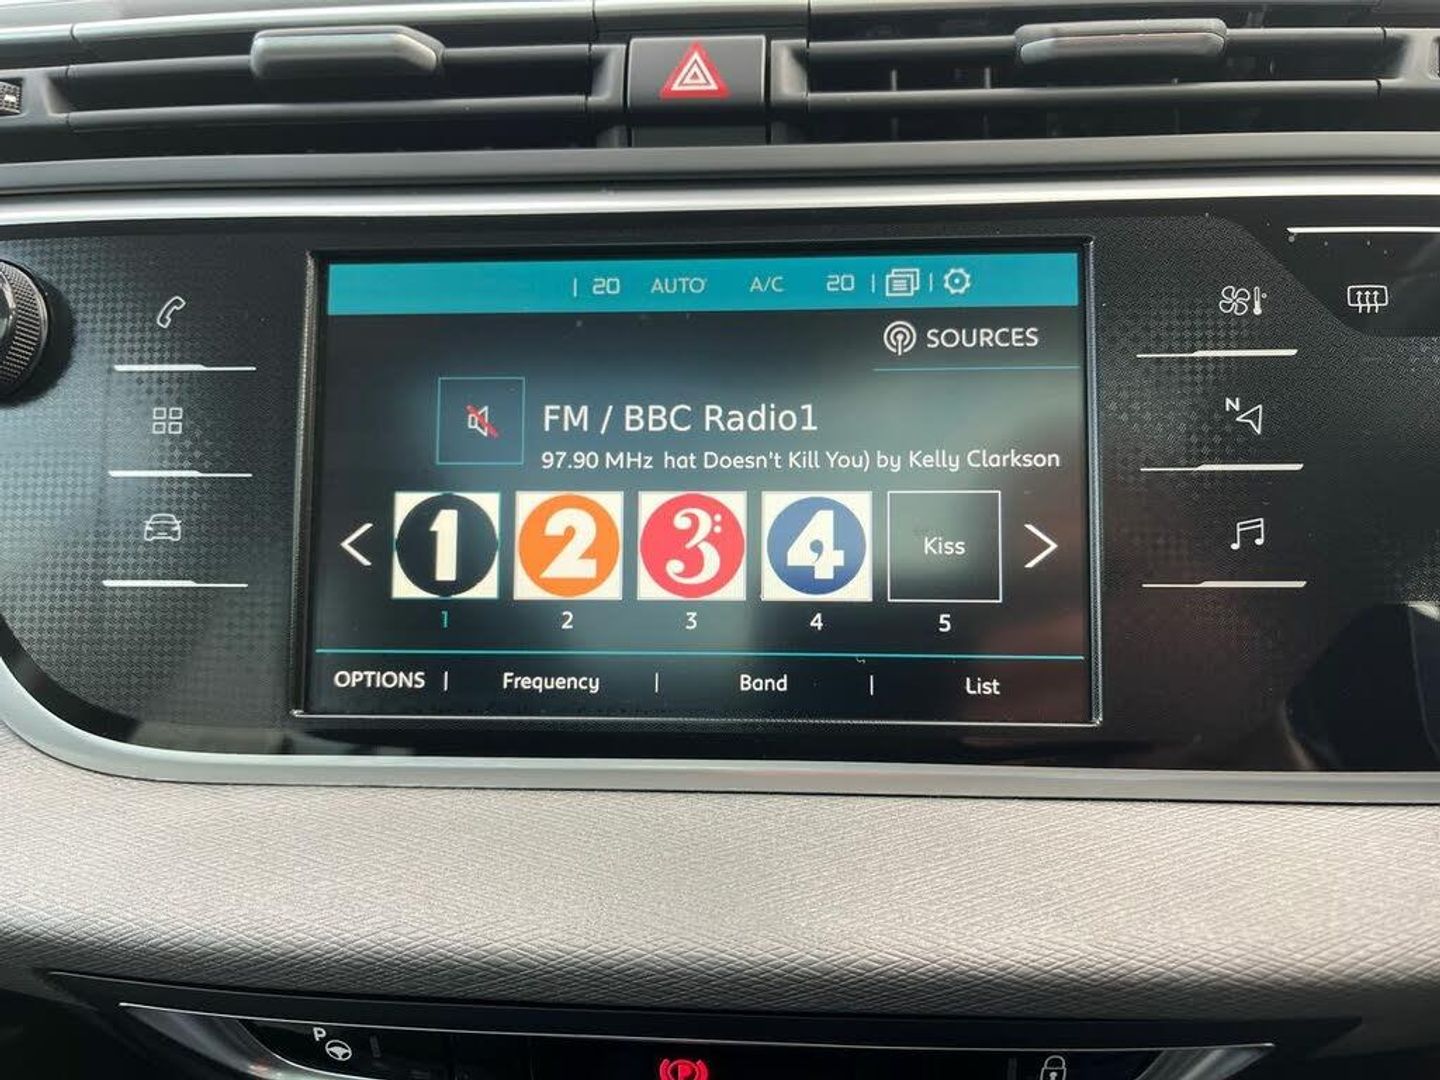 20 AUTO A/C 20
SOURCES
FM / BBC Radio1
97.90 MHz hat Doesn't Kill You) by Kelly Clarkson
1 2 3: 4 Kiss
1 2 3 4 5
OPTIONS | Frequency | Band | List
N
P
P